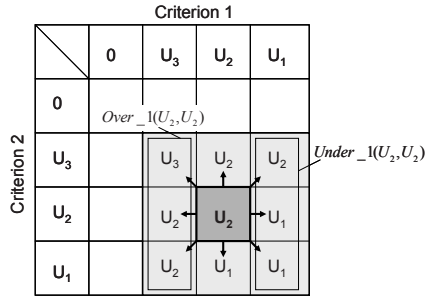 Criterion 1
0 U₃ U₂ U₁
0
Over_1(U₂,U₂)
Criterion 2
U₃ U₃ U₂ U₂ Under_1(U₂,U₂)
U₂ U₂ U₂ U₁
U₁ U₂ U₁ U₁